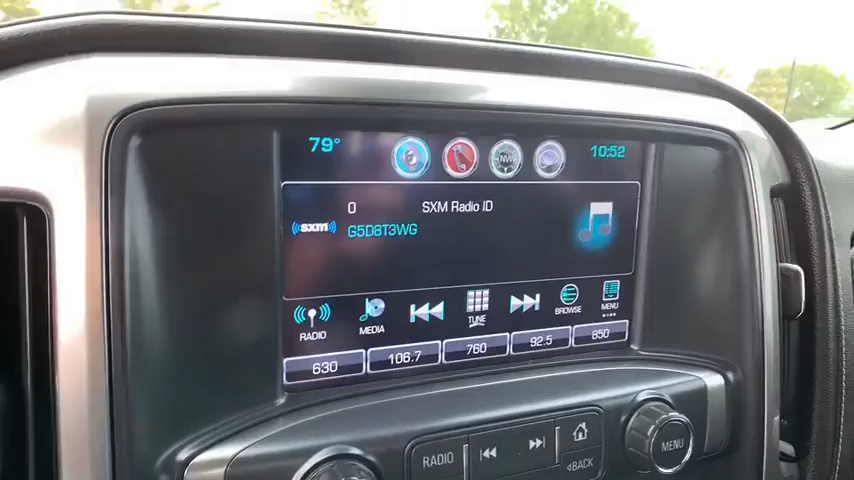 79° NW 10:52
0 SXM Radio ID
sxm G5D8T3WG
RADIO MEDIA TUNE BROWSE MENU
630 106.7 760 92.5 850
RADIO
BACK
MENU